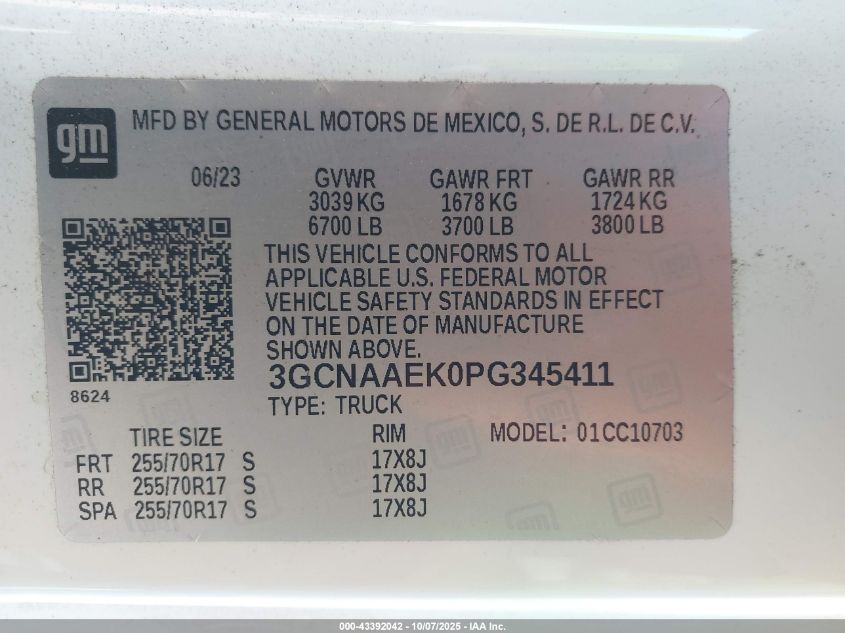 gm
MFD BY GENERAL MOTORS DE MEXICO, S. DE R.L. DE C.V.
06/23 GVWR GAWR FRT GAWR RR
3039 KG 1678 KG 1724 KG
6700 LB 3700 LB 3800 LB
THIS VEHICLE CONFORMS TO ALL
APPLICABLE U.S. FEDERAL MOTOR
VEHICLE SAFETY STANDARDS IN EFFECT
ON THE DATE OF MANUFACTURE
SHOWN ABOVE.
3GCNAAEK0PG345411
8624
TYPE: TRUCK
TIRE SIZE RIM MODEL: 01CC10703
FRT 255/70R17 S 17X8J
RR 255/70R17 S 17X8J
SPA 255/70R17 S 17X8J
gm
000-43392042 - 10/07/2025 - IAA Inc.